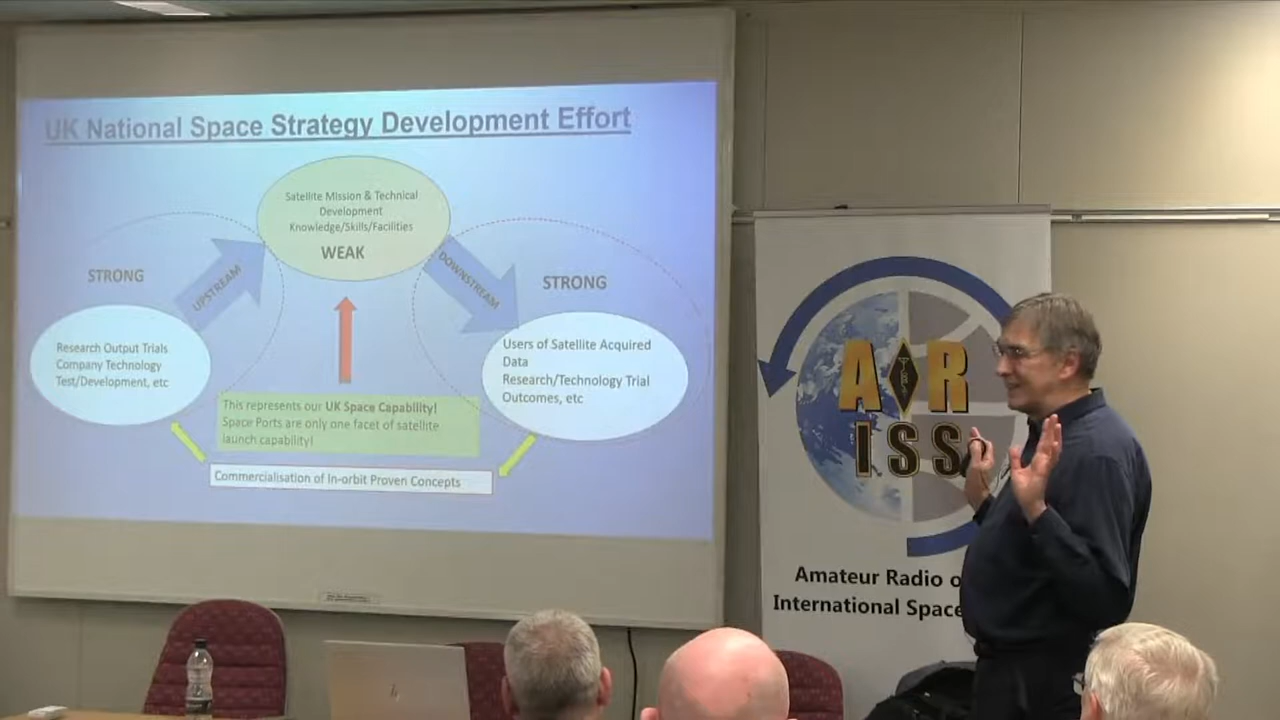 UK National Space Strategy Development Effort
Satellite Mission & Technical
Development
Knowledge/Skills/Facilities
WEAK
STRONG
UPSTREAM
DOWNSTREAM
STRONG
Research Output Trials
Company Technology
Test/Development, etc
Users of Satellite Acquired
Data
Research/Technology Trial
Outcomes, etc
This represents our UK Space Capability!
Space Ports are only one facet of satellite
launch capability!
Commercialisation of In-orbit Proven Concepts
AR
ISS
Amateur Radio o
International Space